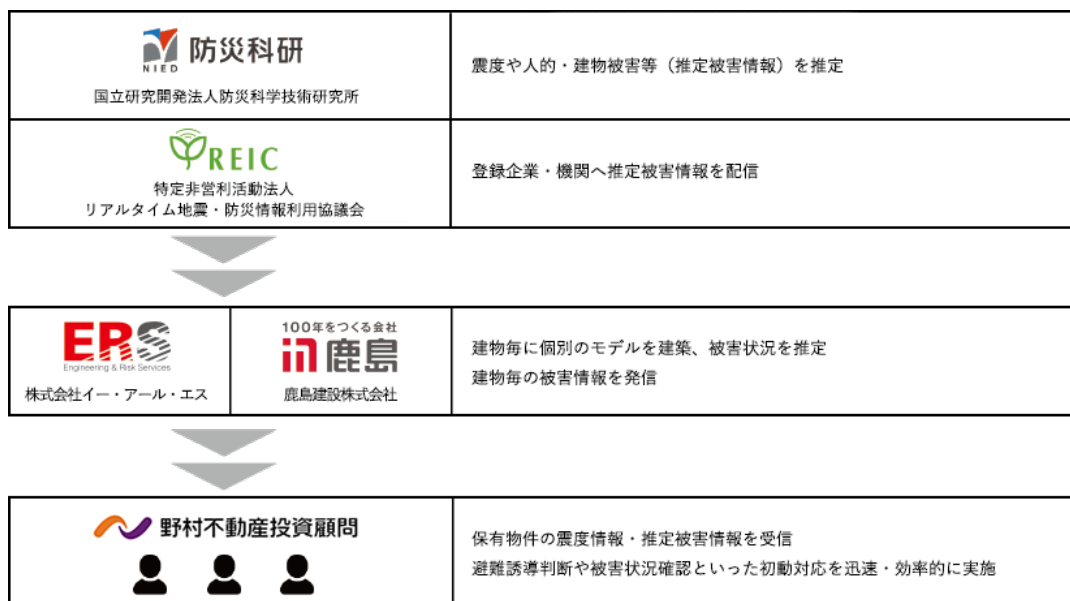 NIED
防災科研
国立研究開発法人防災科学技術研究所
震度や人的・建物被害等（推定被害情報）を推定
REIC
特定非営利活動法人
リアルタイム地震・防災情報利用協議会
登録企業・機関へ推定被害情報を配信
ERS
Engineering & Risk Services
株式会社イー・アール・エス
100年をつくる会社
鹿島
鹿島建設株式会社
建物毎に個別のモデルを建築、被害状況を推定
建物毎の被害情報を発信
野村不動産投資顧問
保有物件の震度情報・推定被害情報を受信
避難誘導判断や被害状況確認といった初動対応を迅速・効率的に実施